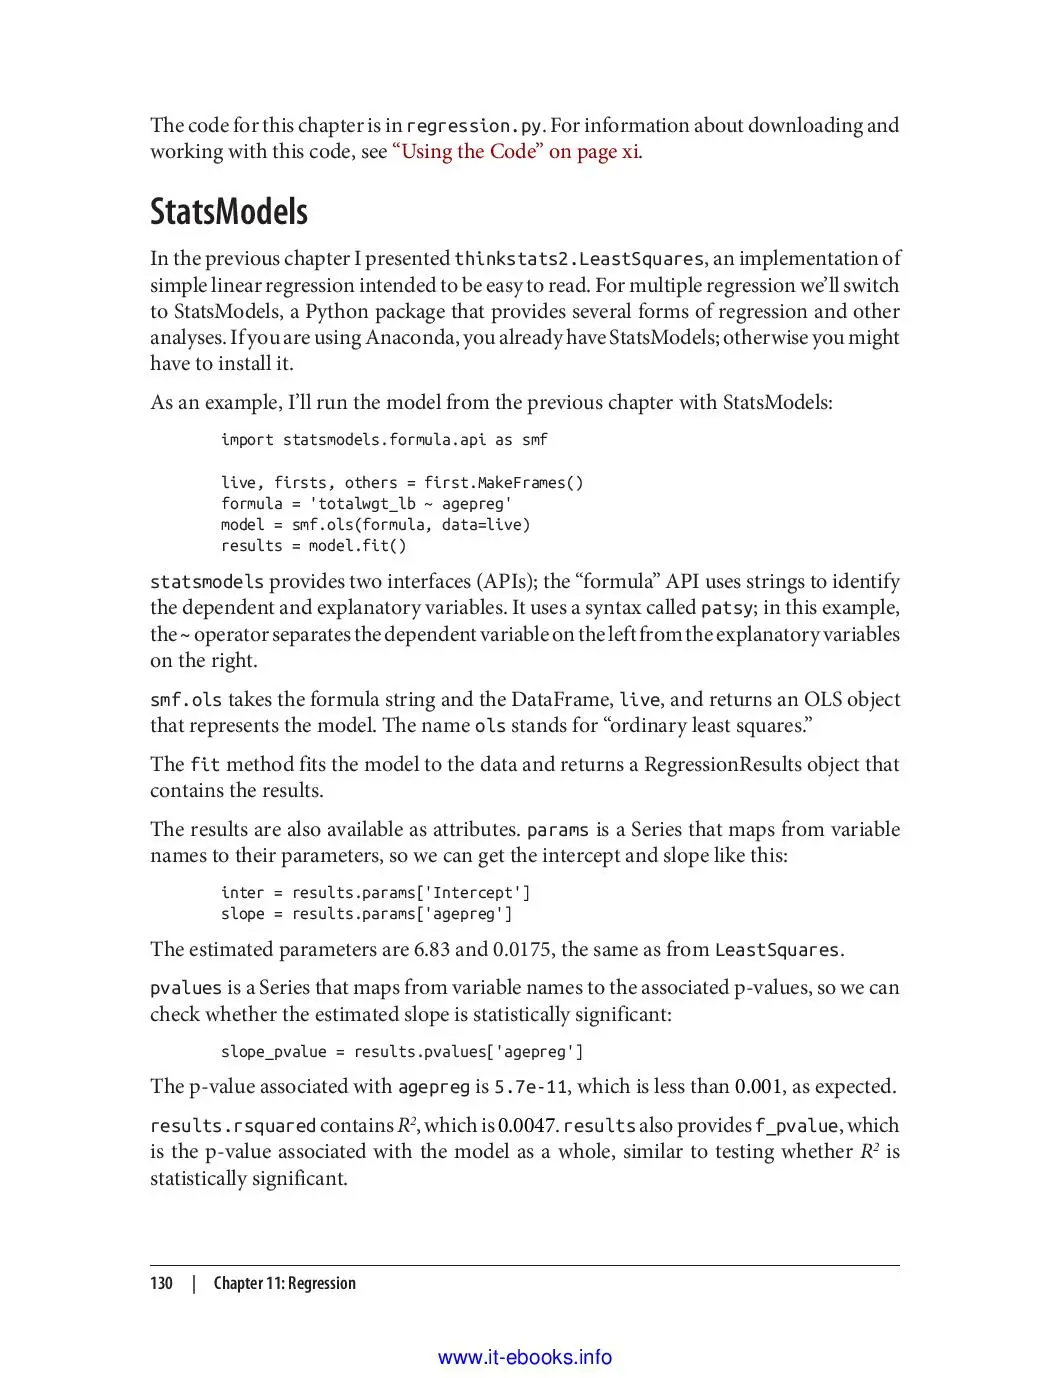 The code for this chapter is in regression.py. For information about downloading and
working with this code, see “Using the Code” on page xi.
StatsModels
In the previous chapter I presented thinkstats2.LeastSquares, an implementation of
simple linear regression intended to be easy to read. For multiple regression we’ll switch
to StatsModels, a Python package that provides several forms of regression and other
analyses. If you are using Anaconda, you already have StatsModels; otherwise you might
have to install it.
As an example, I’ll run the model from the previous chapter with StatsModels:
import statsmodels.formula.api as smf
live, firsts, others = first.MakeFrames()
formula = 'totalwgt_lb ~ agepreg'
model = smf.ols(formula, data=live)
results = model.fit()
statsmodels provides two interfaces (APIs); the “formula” API uses strings to identify
the dependent and explanatory variables. It uses a syntax called patsy; in this example,
the ~ operator separates the dependent variable on the left from the explanatory variables
on the right.
smf.ols takes the formula string and the DataFrame, live, and returns an OLS object
that represents the model. The name ols stands for “ordinary least squares.”
The fit method fits the model to the data and returns a RegressionResults object that
contains the results.
The results are also available as attributes. params is a Series that maps from variable
names to their parameters, so we can get the intercept and slope like this:
inter = results.params['Intercept']
slope = results.params['agepreg']
The estimated parameters are 6.83 and 0.0175, the same as from LeastSquares.
pvalues is a Series that maps from variable names to the associated p-values, so we can
check whether the estimated slope is statistically significant:
slope_pvalue = results.pvalues['agepreg']
The p-value associated with agepreg is 5.7e-11, which is less than 0.001, as expected.
results.rsquared contains R², which is 0.0047. results also provides f_pvalue, which
is the p-value associated with the model as a whole, similar to testing whether R² is
statistically significant.
130 | Chapter 11: Regression
www.it-ebooks.info